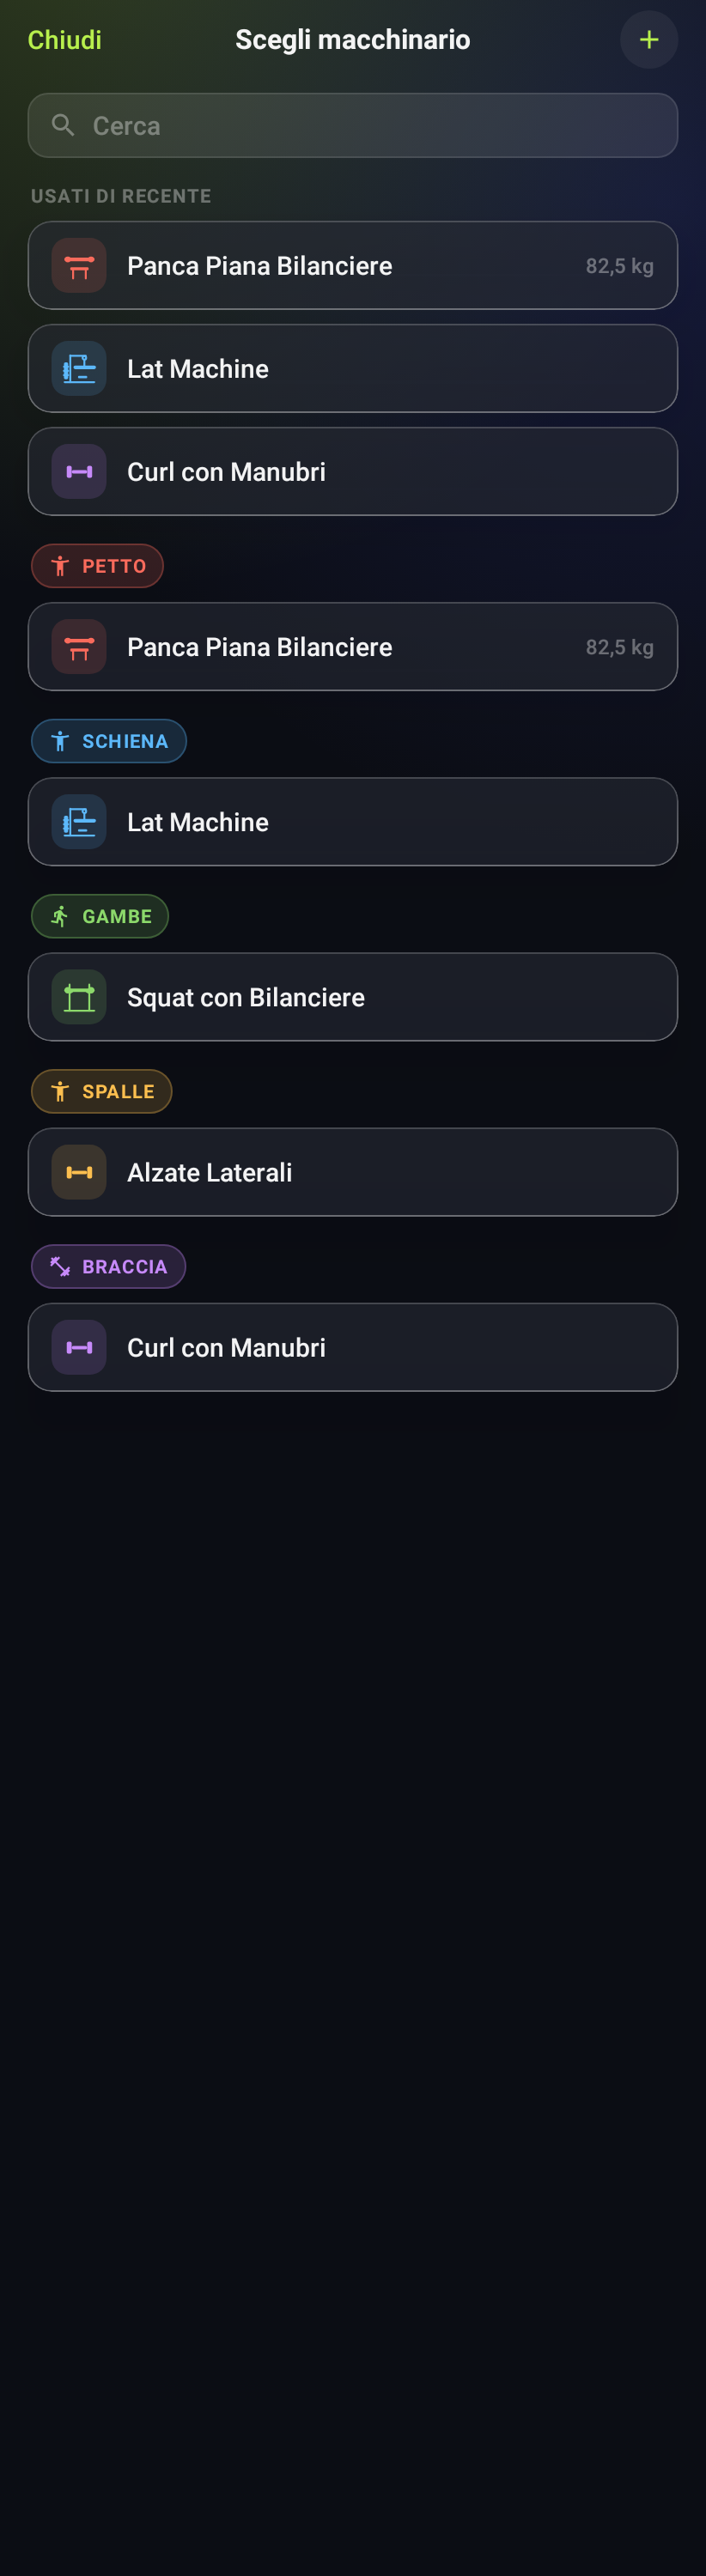 Chiudi
Scegli macchinario
Cerca
USATI DI RECENTE
Panca Piana Bilanciere
82,5 kg
Lat Machine
Curl con Manubri
PETTO
Panca Piana Bilanciere
82,5 kg
SCHIENA
Lat Machine
GAMBE
Squat con Bilanciere
SPALLE
Alzate Laterali
BRACCIA
Curl con Manubri